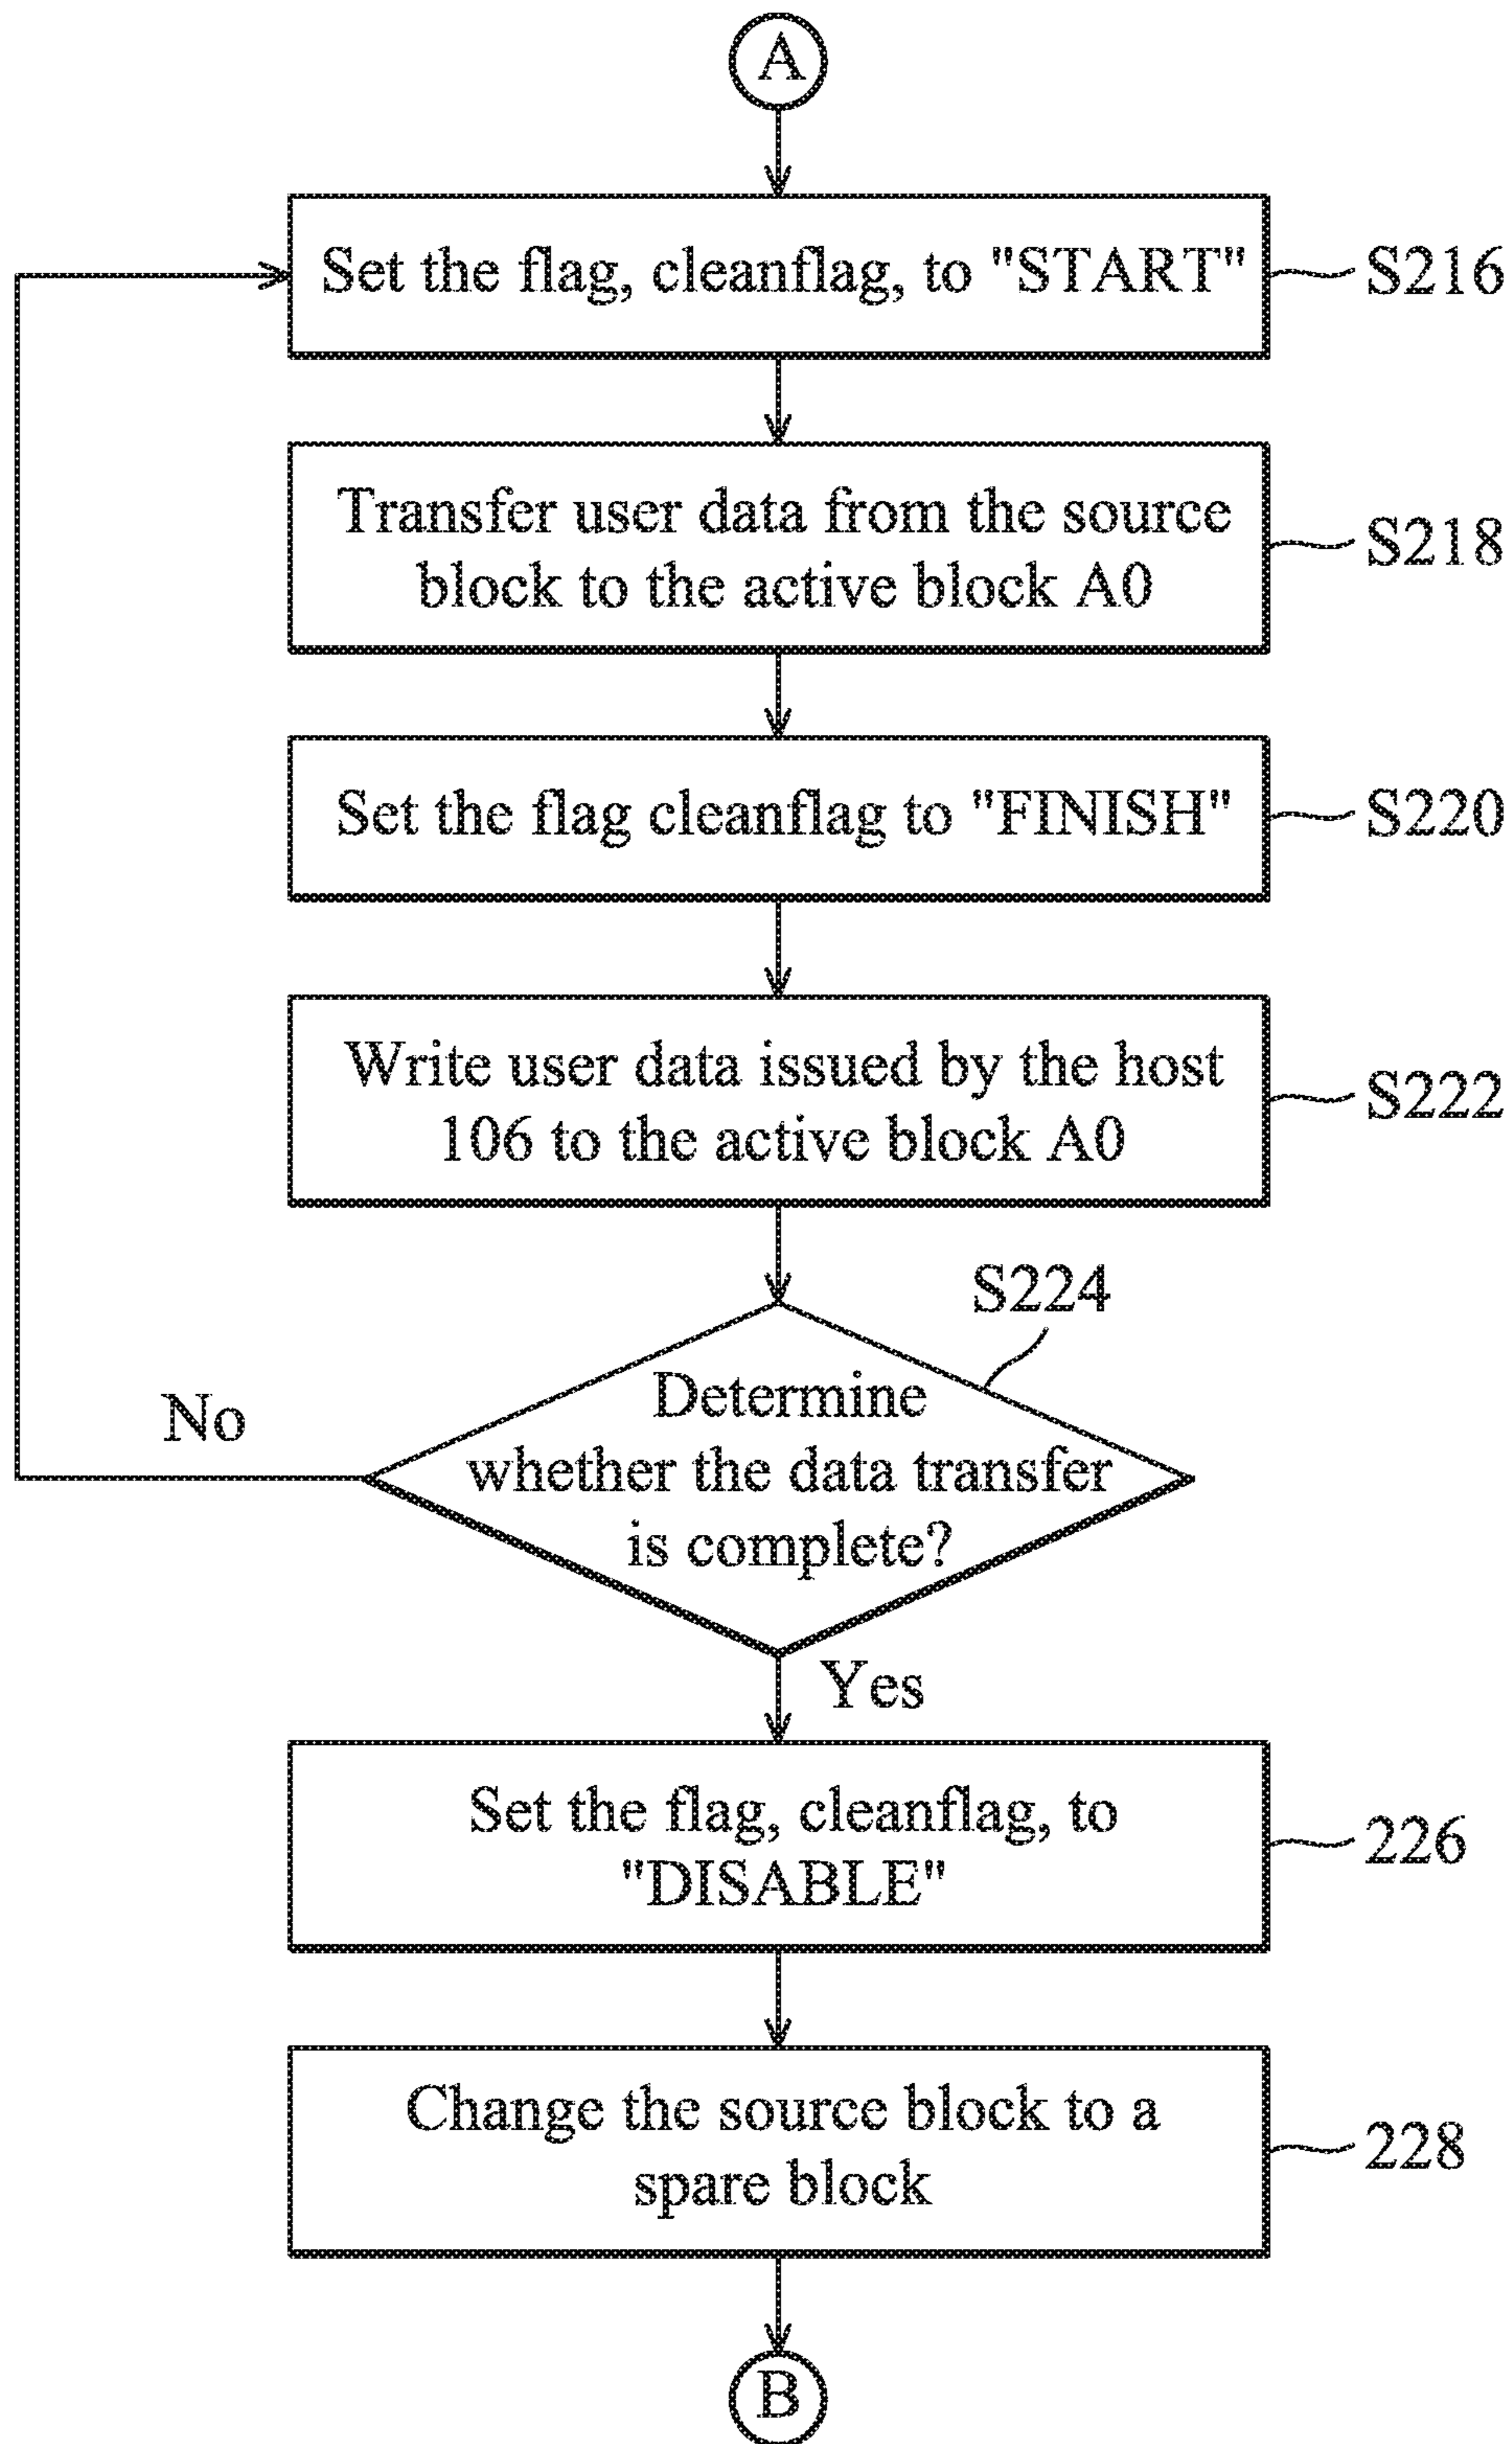 A
Set the flag, cleanflag, to "START"
S216
Transfer user data from the source
block to the active block A0
S218
Set the flag cleanflag to "FINISH"
S220
Write user data issued by the host
106 to the active block A0
S222
S224
Determine
whether the data transfer
is complete?
No
Yes
Set the flag, cleanflag, to
"DISABLE"
226
Change the source block to a
spare block
228
B